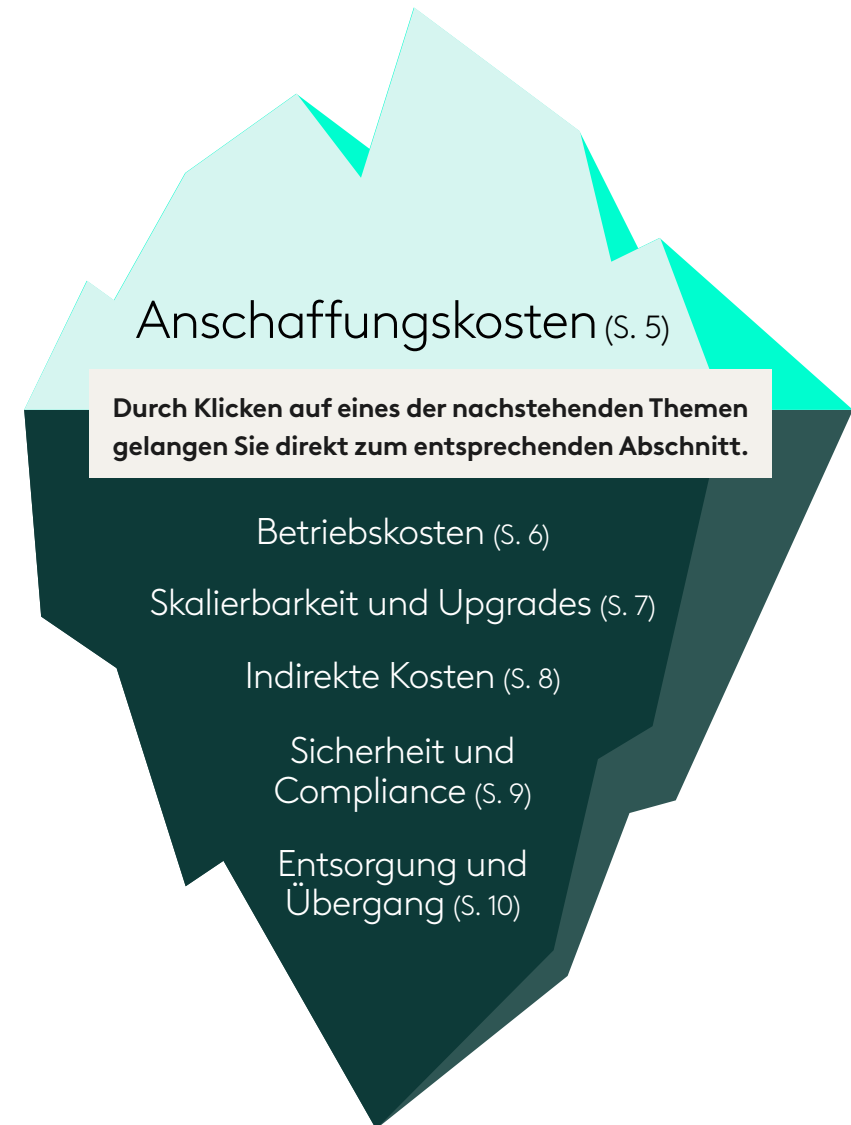 Anschaffungskosten (S. 5)
Durch Klicken auf eines der nachstehenden Themen
gelangen Sie direkt zum entsprechenden Abschnitt.
Betriebskosten (S. 6)
Skalierbarkeit und Upgrades (S. 7)
Indirekte Kosten (S. 8)
Sicherheit und
Compliance (S. 9)
Entsorgung und
Übergang (S. 10)